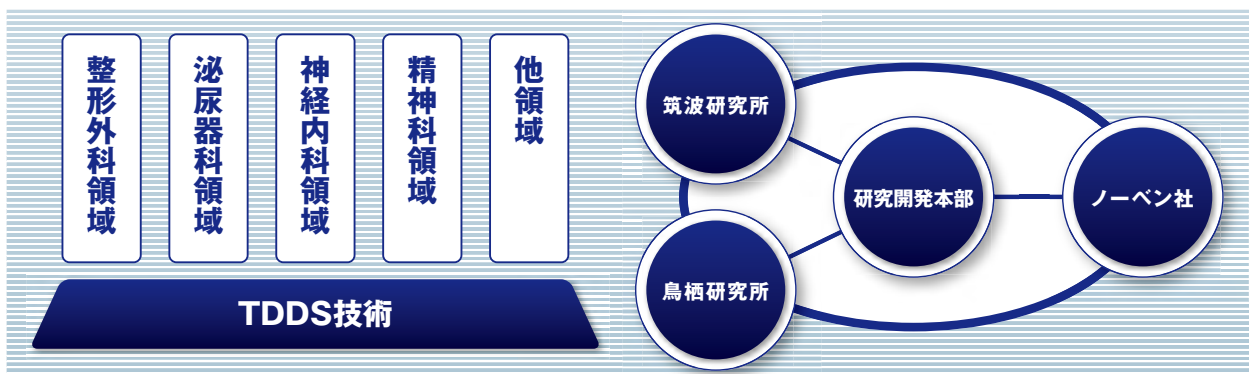 整形外科領域
泌尿器科領域
神経内科領域
精神科領域
他領域
TDDS技術
筑波研究所
研究開発本部
ノーベン社
鳥栖研究所